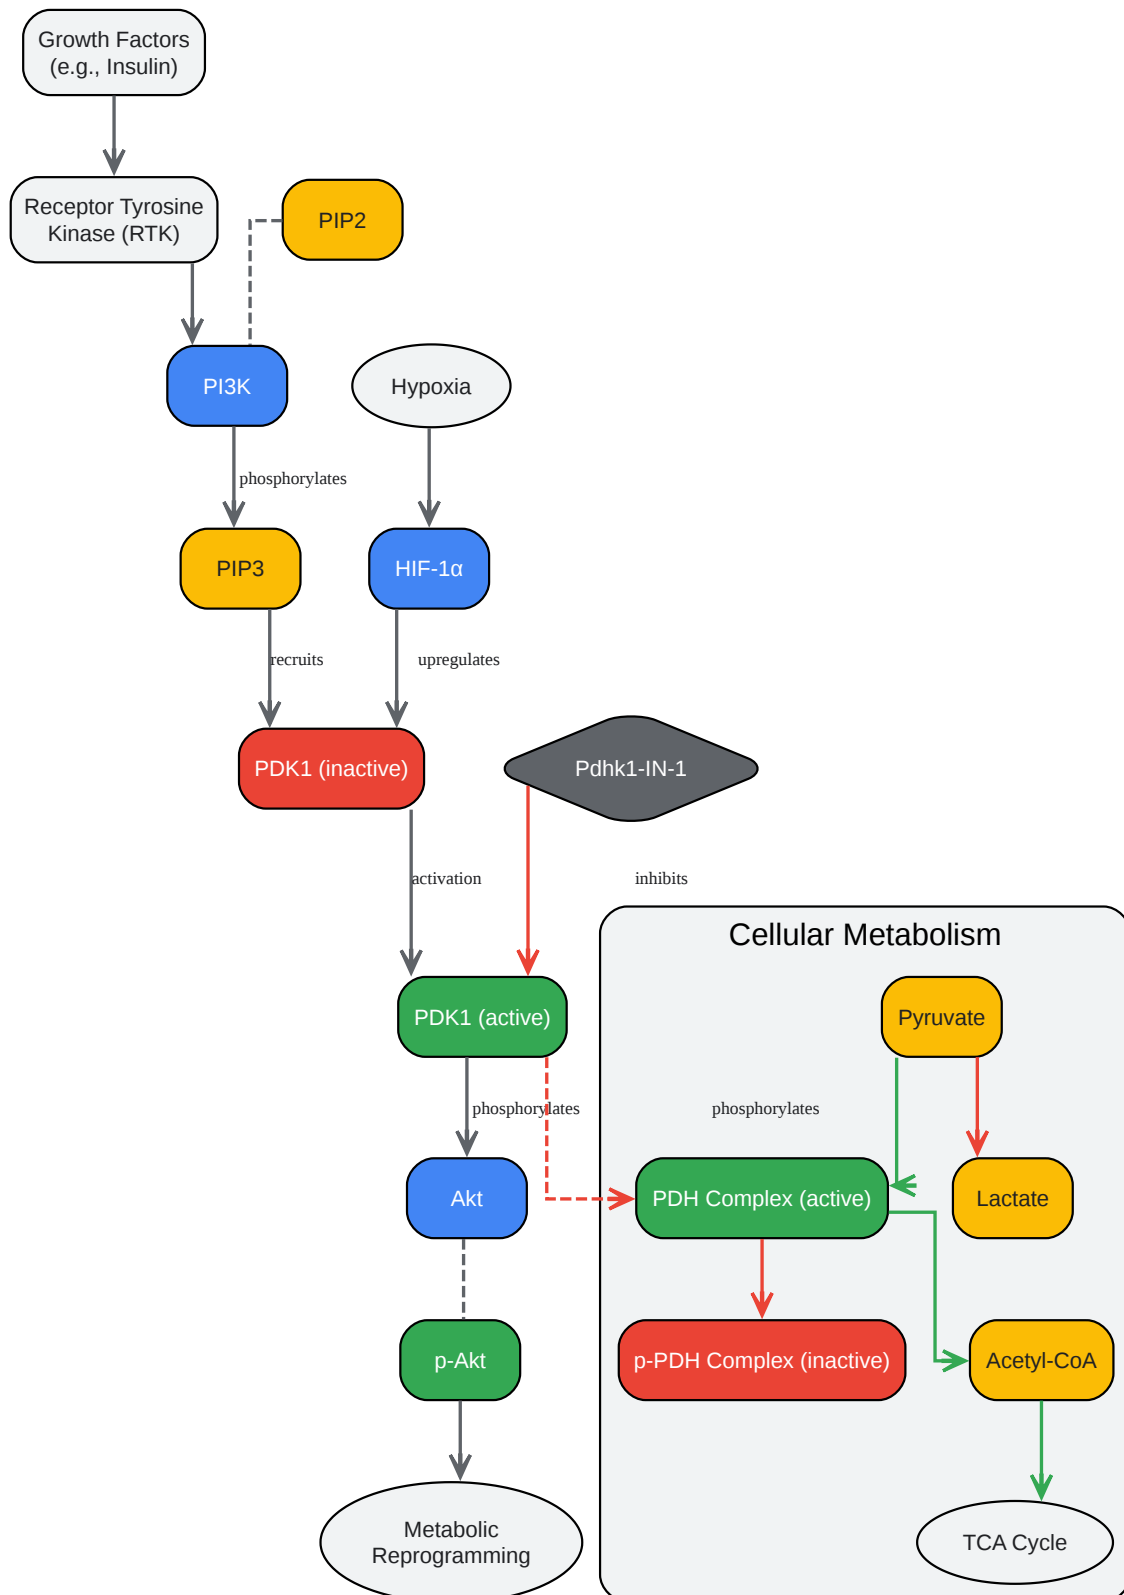 Growth Factors
(e.g., Insulin)
Receptor Tyrosine
Kinase (RTK)
PIP2
PI3K
Hypoxia
phosphorylates
PIP3
HIF-1α
recruits
upregulates
PDK1 (inactive)
Pdhk1-IN-1
activation
inhibits
Cellular Metabolism
PDK1 (active)
Pyruvate
phosphorylates
phosphorylates
Akt
PDH Complex (active)
Lactate
p-Akt
p-PDH Complex (inactive)
Acetyl-CoA
Metabolic
Reprogramming
TCA Cycle